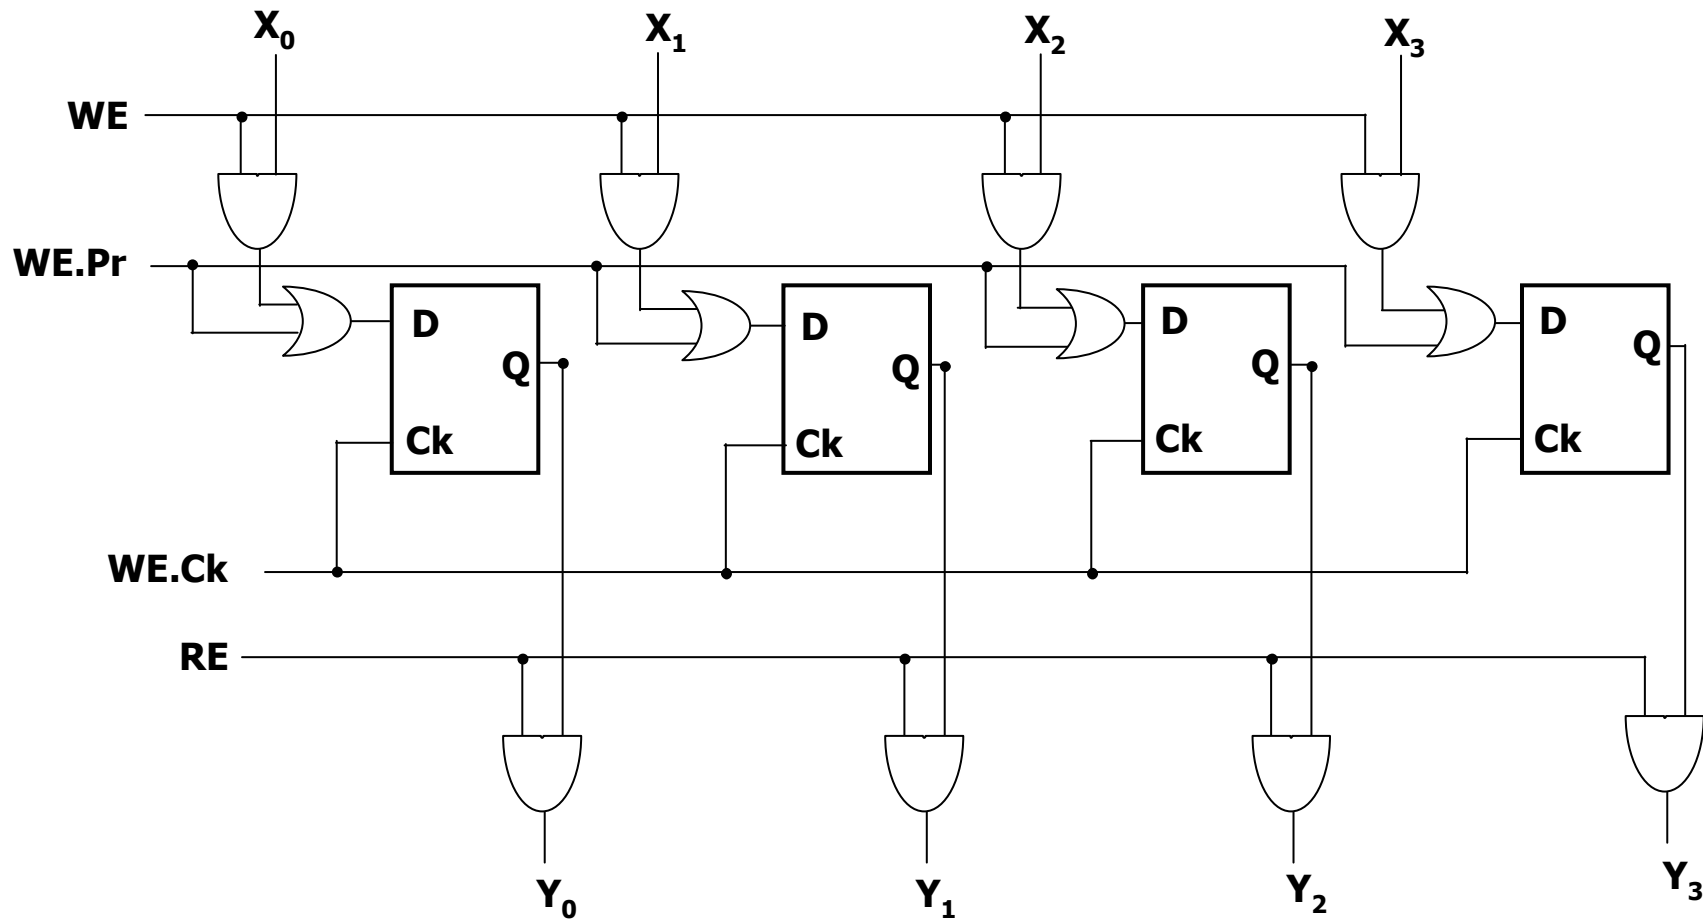 X0 X1 X2 X3
WE
WE.Pr
D D D D
Q Q Q Q
Ck Ck Ck Ck
WE.Ck
RE
Y0 Y1 Y2 Y3